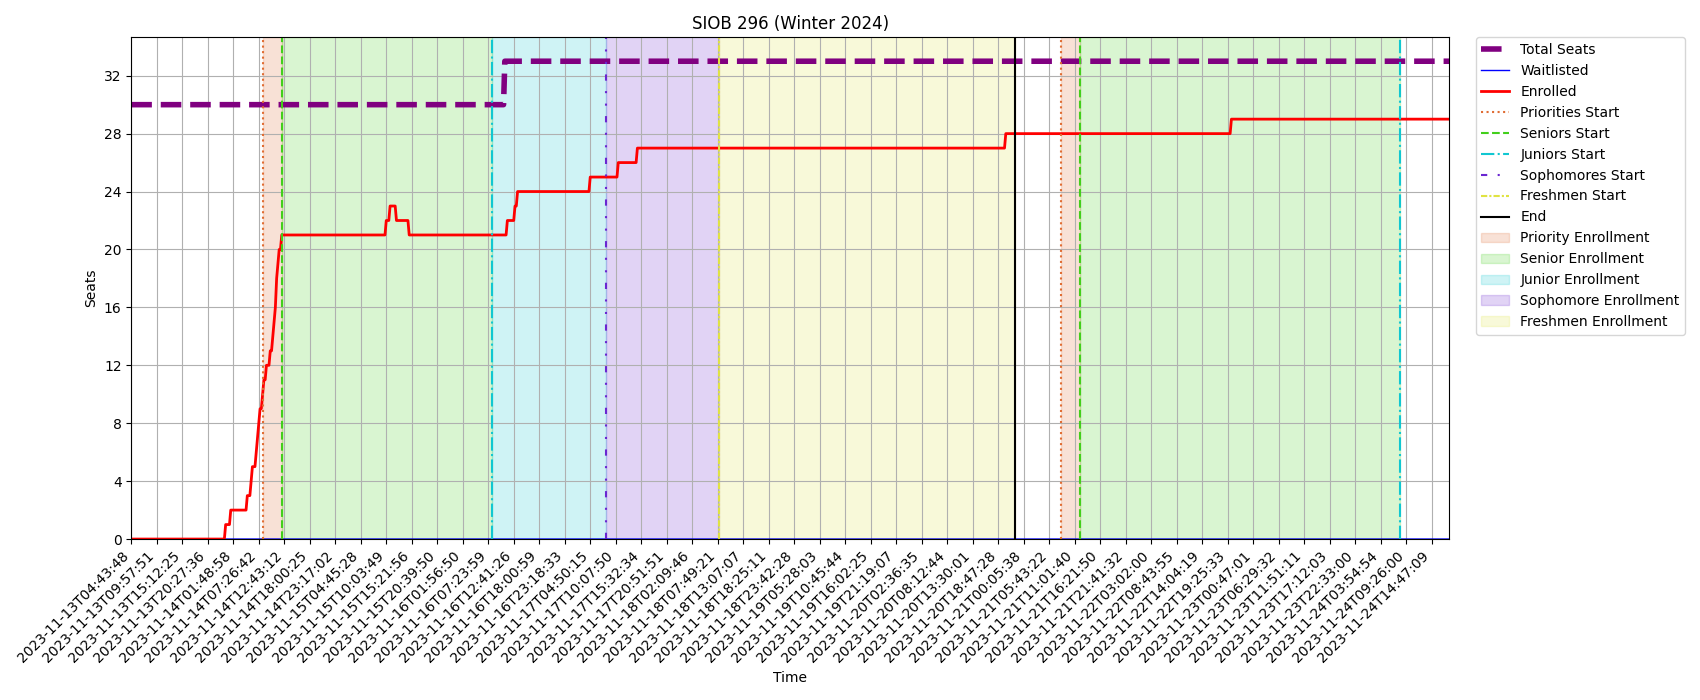 SIOB 296 (Winter 2024)
Seats
32
28
24
20
16
12
8
4
0
2023-11-13T04:43:48
2023-11-13T09:57:51
2023-11-13T15:12:25
2023-11-13T20:27:36
2023-11-14T01:48:58
2023-11-14T07:26:42
2023-11-14T12:43:12
2023-11-14T18:00:25
2023-11-14T23:17:02
2023-11-15T04:45:28
2023-11-15T10:03:49
2023-11-15T15:21:56
2023-11-15T20:39:50
2023-11-16T01:56:50
2023-11-16T07:23:59
2023-11-16T12:41:26
2023-11-16T18:00:59
2023-11-16T23:18:33
2023-11-17T04:50:15
2023-11-17T10:07:50
2023-11-17T15:32:34
2023-11-17T20:51:51
2023-11-18T02:09:46
2023-11-18T07:49:21
2023-11-18T13:07:07
2023-11-18T18:25:11
2023-11-18T23:42:28
2023-11-19T05:28:03
2023-11-19T10:45:44
2023-11-19T16:02:25
2023-11-19T21:19:07
2023-11-20T02:36:35
2023-11-20T08:12:44
2023-11-20T13:30:01
2023-11-20T18:47:28
2023-11-21T00:05:38
2023-11-21T05:43:22
2023-11-21T11:01:40
2023-11-21T16:21:50
2023-11-21T21:41:32
2023-11-22T03:02:00
2023-11-22T08:43:55
2023-11-22T14:04:19
2023-11-22T19:25:33
2023-11-23T00:47:01
2023-11-23T06:29:32
2023-11-23T11:51:11
2023-11-23T17:12:03
2023-11-23T22:33:00
2023-11-24T03:54:54
2023-11-24T09:26:00
2023-11-24T14:47:09
Time
Total Seats
Waitlisted
Enrolled
Priorities Start
Seniors Start
Juniors Start
Sophomores Start
Freshmen Start
End
Priority Enrollment
Senior Enrollment
Junior Enrollment
Sophomore Enrollment
Freshmen Enrollment